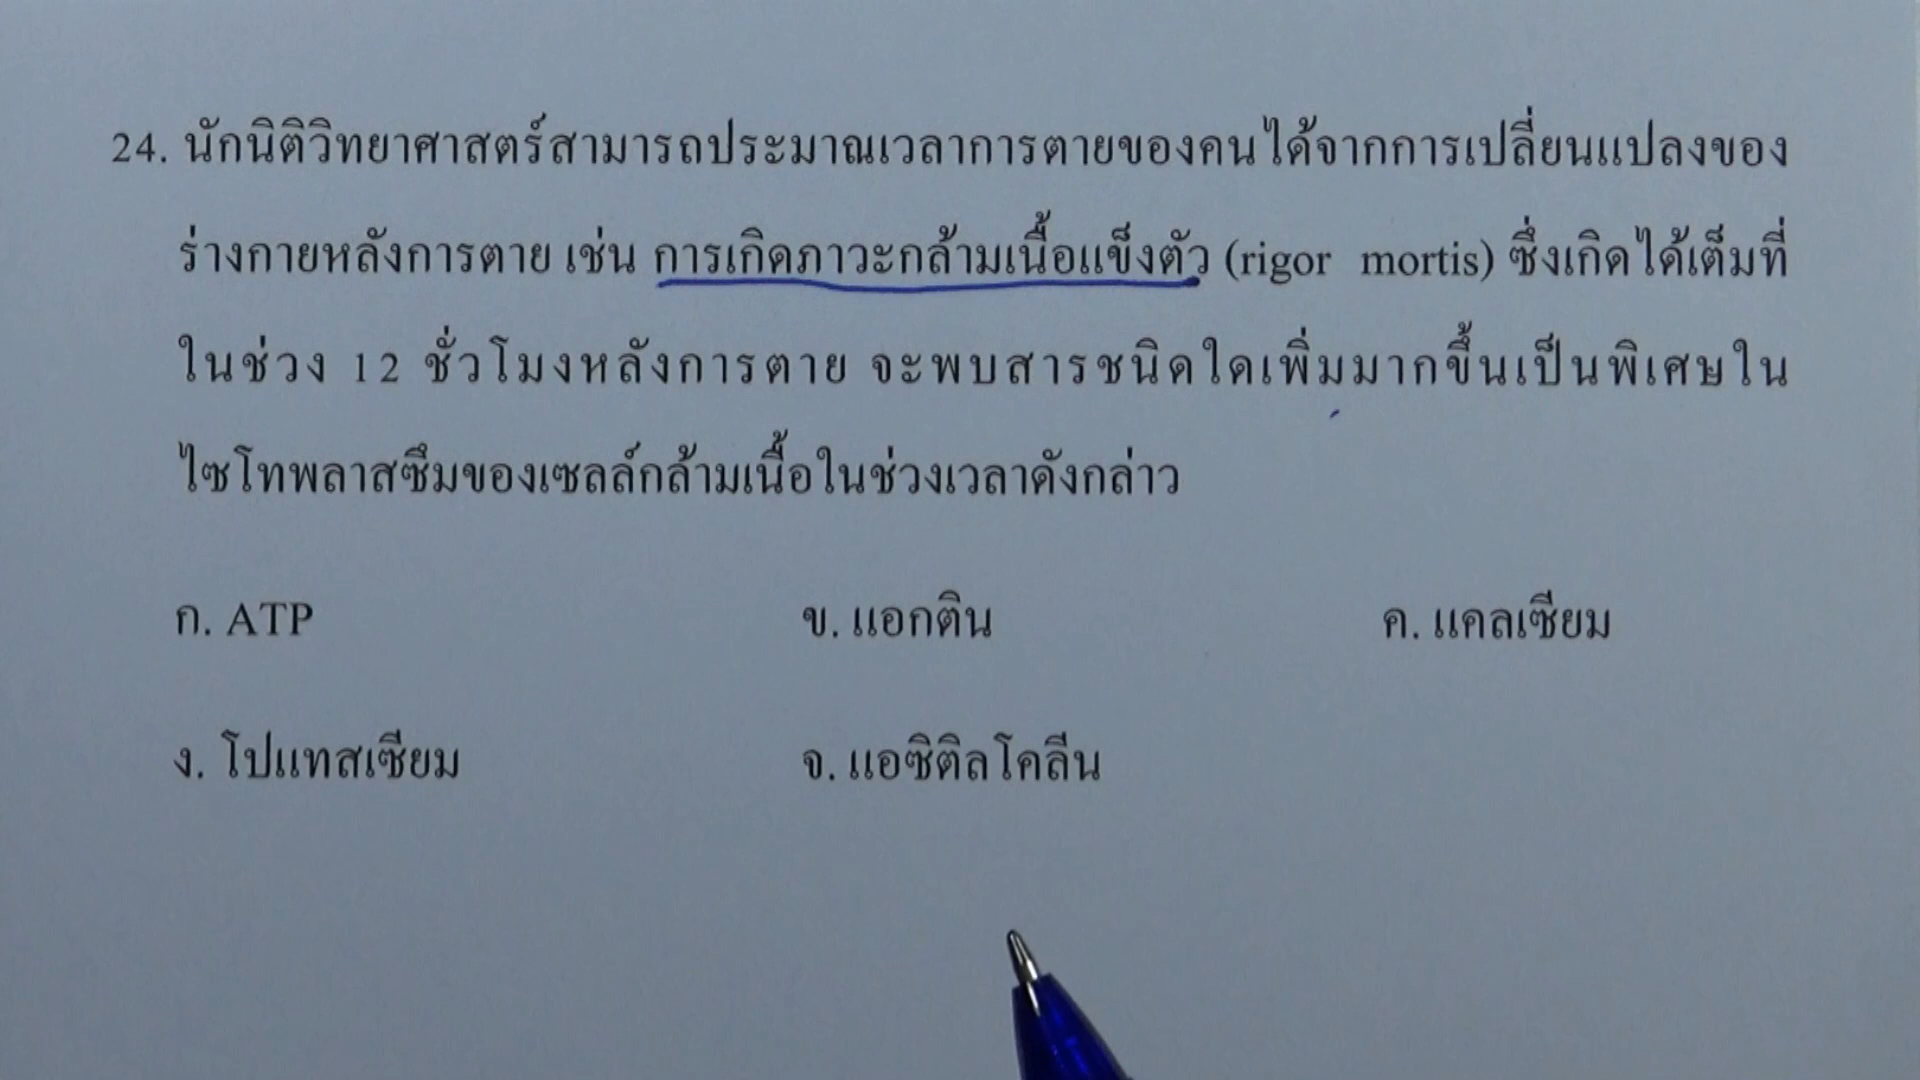 24. นักนิติวิทยาศาสตร์สามารถประมาณเวลาการตายของคนได้จากการเปลี่ยนแปลงของ
ร่างกายหลังการตาย เช่น การเกิดภาวะกล้ามเนื้อแข็งตัว (rigor mortis) ซึ่งเกิดได้เต็มที่
ในช่วง 12 ชั่วโมงหลังการตาย จะพบสารชนิดใดเพิ่มมากขึ้นเป็นพิเศษใน
ไซโทพลาสซึมของเซลล์กล้ามเนื้อในช่วงเวลาดังกล่าว
ก. ATP ข. แอกติน ค. แคลเซียม
ง. โปแทสเซียม จ. แอซิติลโคลีน